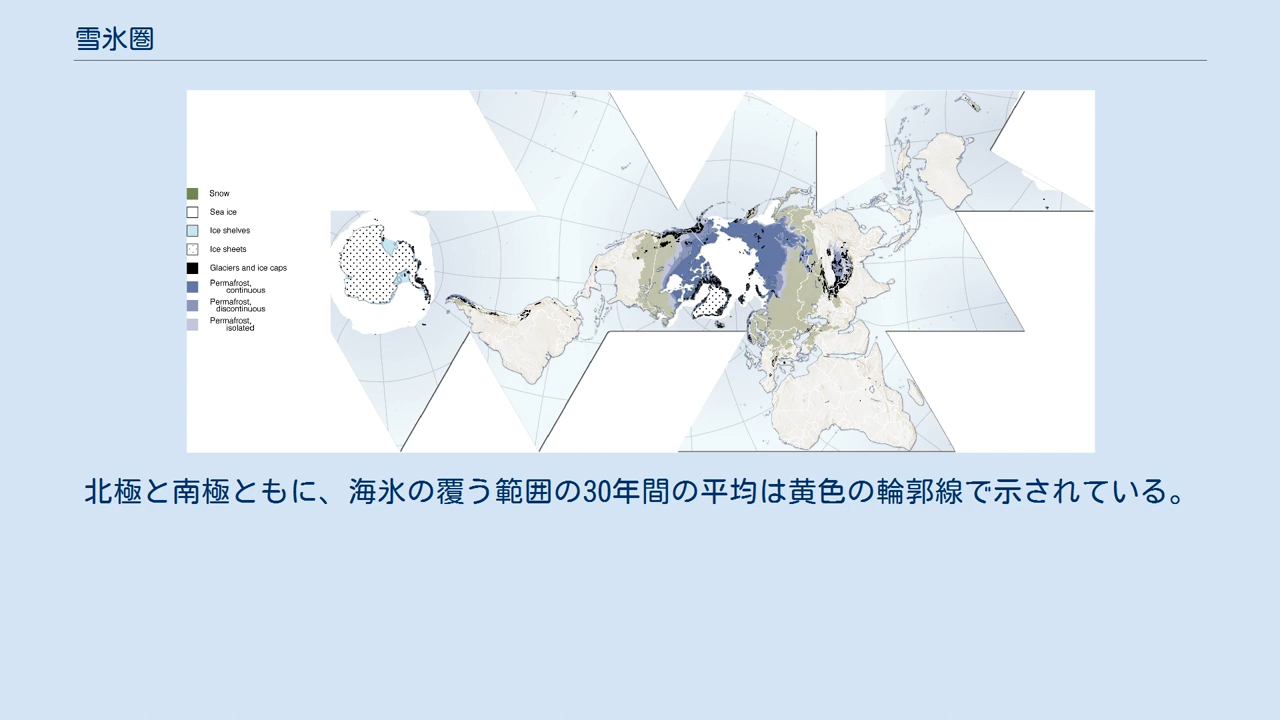 雪氷圏
Snow
Sea ice
Ice shelves
Ice sheets
Glaciers and ice caps
Permafrost,
continuous
Permafrost,
discontinuous
Permafrost,
isolated
北極と南極ともに、海氷の覆う範囲の30年間の平均は黄色の輪郭線で示されている。